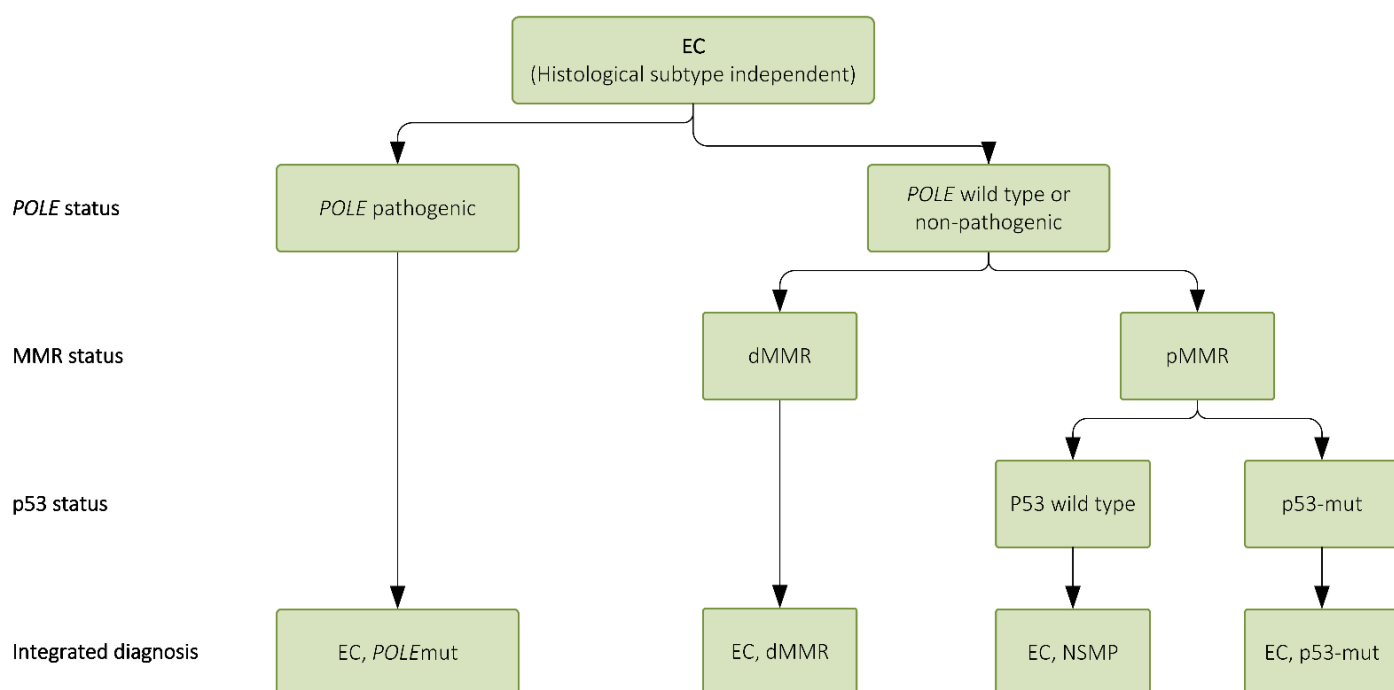 EC
(Histological subtype independent)
POLE status
POLE pathogenic
POLE wild type or
non-pathogenic
MMR status
dMMR
pMMR
p53 status
P53 wild type
p53-mut
Integrated diagnosis
EC, POLEmut
EC, dMMR
EC, NSMP
EC, p53-mut